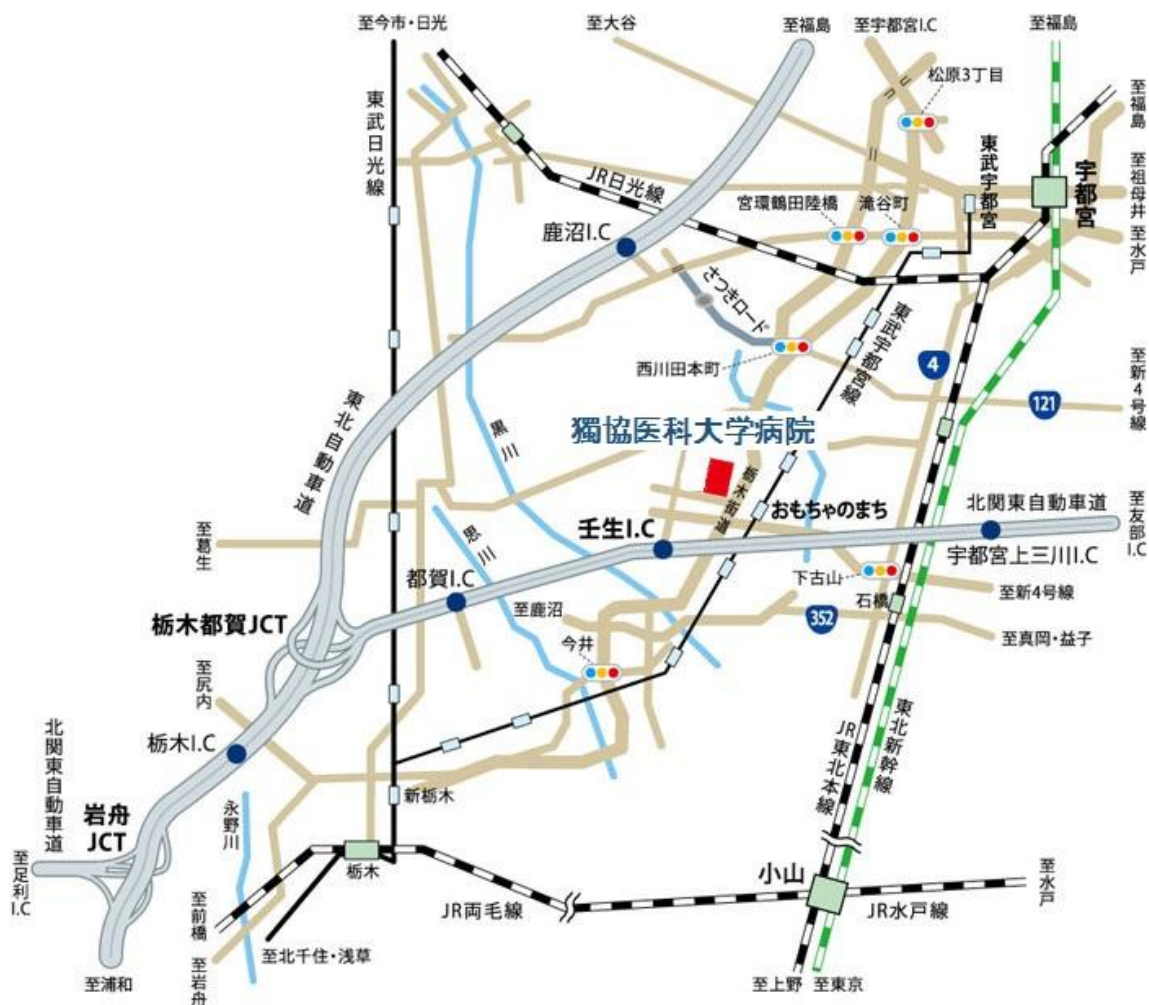 至今市・日光
至大谷
至福島
至宇都宮I.C
至福島
松原3丁目
至福島
東武日光線
東武宇都宮
宇都宮
JR日光線
至祖母井
宮環鶴田陸橋
滝谷町
至水戸
鹿沼I.C
さつきロード
東武宇都宮線
西川田本町
4
至新4号線
121
東北自動車道
黒川
獨協医科大学病院
栃木街道
おもちゃのまち
北関東自動車道
至友部I.C
至葛生
思川
壬生I.C
宇都宮上三川I.C
都賀I.C
下古山
石橋
至新4号線
栃木都賀JCT
至鹿沼
352
至真岡・益子
今井
至尻内
栃木I.C
北関東自動車道
JR東北本線
東北新幹線
新栃木
永野川
岩舟
JCT
至足利I.C
栃木
小山
至水戸
JR両毛線
JR水戸線
至前橋
至北千住・浅草
至岩舟
至浦和
至上野
至東京